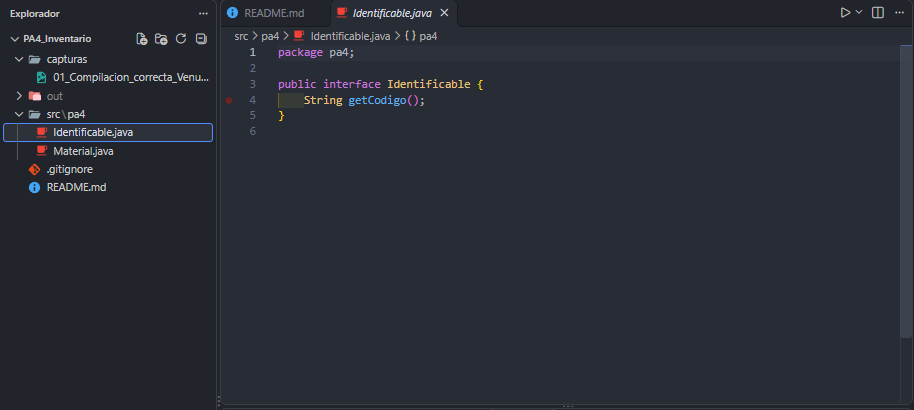 Explorador
PA4_Inventario
capturas
01_Compilacion_correcta_Venu...
out
src\pa4
Identificable.java
Material.java
.gitignore
README.md
README.md
Identificable.java
src > pa4 > Identificable.java > {} pa4
1 package pa4;
2
3 public interface Identificable {
4 String getCodigo();
5 }
6